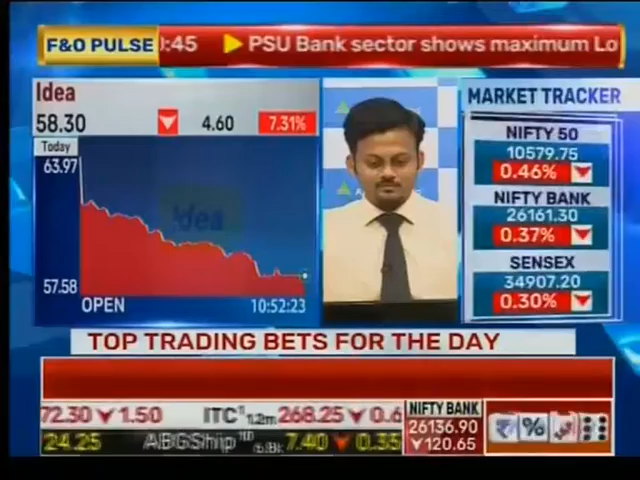 F&O PULSE :45 ▶ PSU Bank sector shows maximum Lo
Idea
58.30 ▼ 4.60 7.31%
Today
63.97
Idea
57.58
OPEN 10:52:23
MARKET TRACKER
NIFTY 50
10579.75
0.46% ▼
NIFTY BANK
26161.30
0.37% ▼
SENSEX
34907.20
0.30% ▼
TOP TRADING BETS FOR THE DAY
72.30 ▼ 1.50 ITC 1.2m 268.25 ▼ 0.6
24.25 ABGShip 7.40 ▼ 0.35
NIFTY BANK
26136.90
▼120.65
₹ %